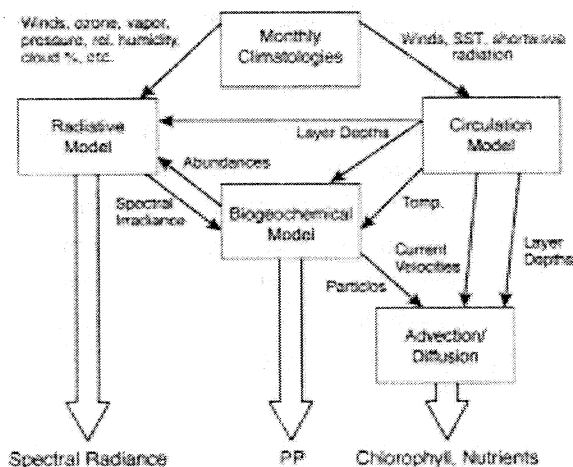 Winds, ozone, vapor,
pressure, rel. humidity,
cloud %, etc.
Monthly
Climatologies
Winds, SST, shortwave
radiation
Radiative
Model
Layer Depths
Circulation
Model
Abundances
Spectral
Irradiance
Biogeochemical
Model
Temp.
Current
Velocities
Layer
Depths
Particles
Advection/
Diffusion
Spectral Radiance
PP
Chlorophyll, Nutrients